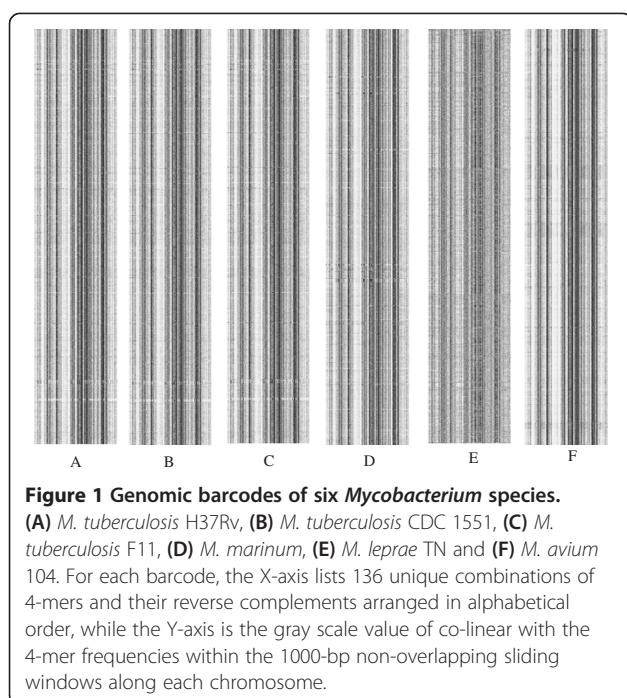 A B C D E F
Figure 1 Genomic barcodes of six Mycobacterium species.
(A) M. tuberculosis H37Rv, (B) M. tuberculosis CDC 1551, (C) M.
tuberculosis F11, (D) M. marinum, (E) M. leprae TN and (F) M. avium
104. For each barcode, the X-axis lists 136 unique combinations of
4-mers and their reverse complements arranged in alphabetical
order, while the Y-axis is the gray scale value of co-linear with the
4-mer frequencies within the 1000-bp non-overlapping sliding
windows along each chromosome.